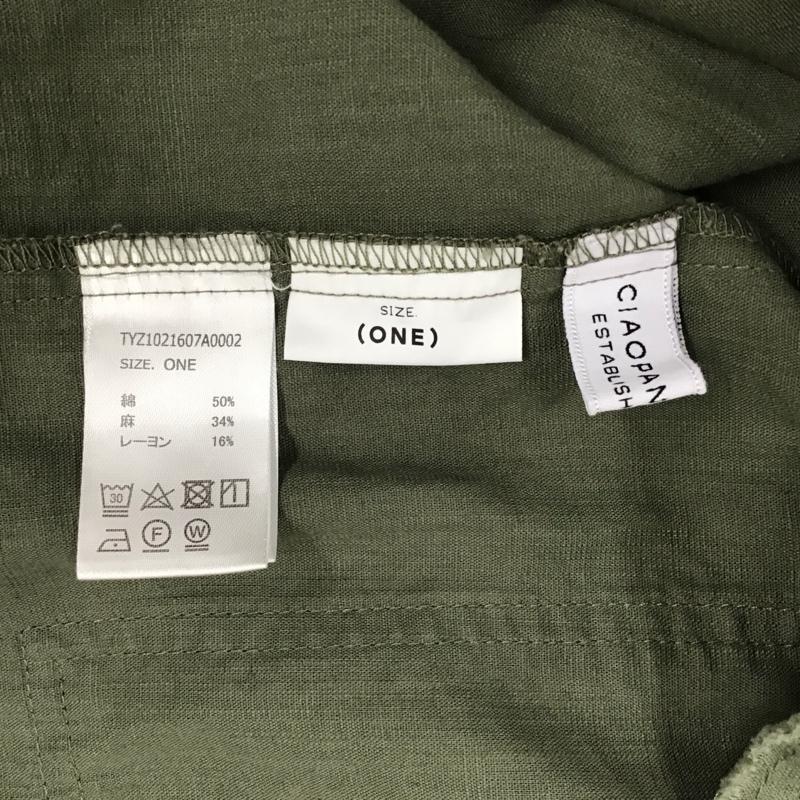 TYZ1021607A0002
SIZE. ONE
綿 50%
麻 34%
レーヨン 16%
30
F
W
SIZE.
(ONE)
CIAOPAN
ESTABLISH